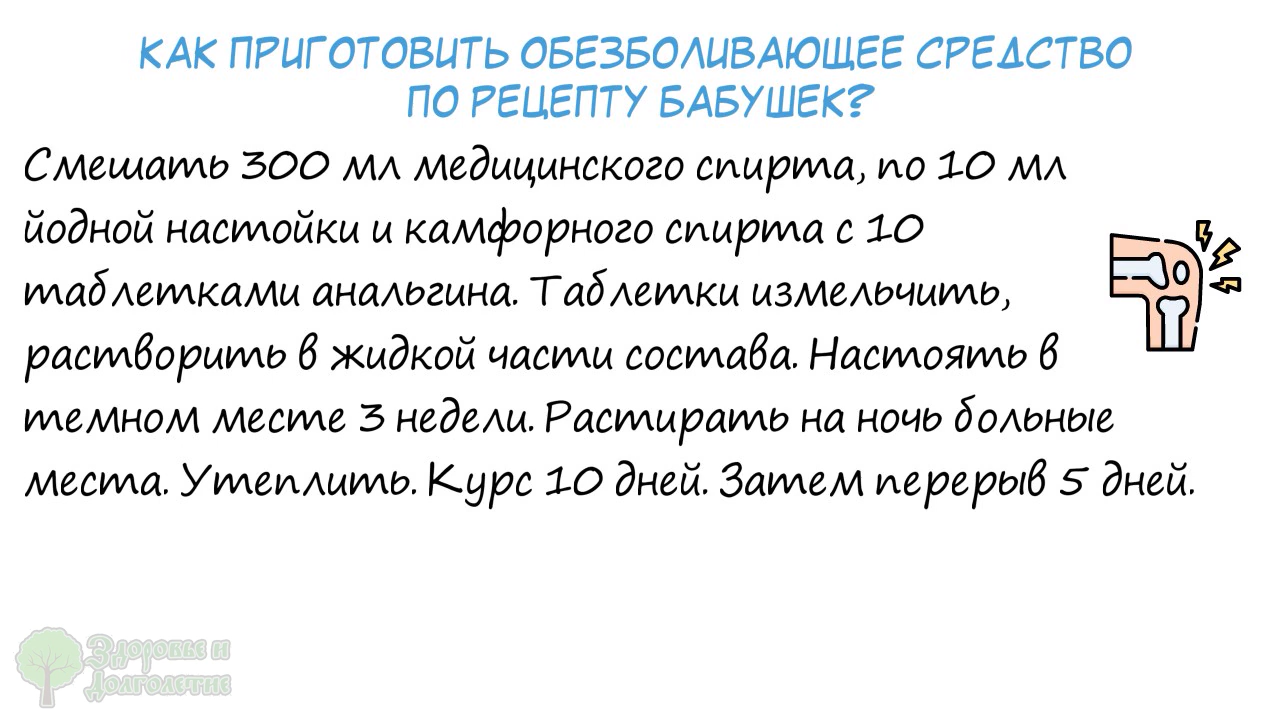 КАК ПРИГОТОВИТЬ ОБЕЗБОЛИВАЮЩЕЕ СРЕДСТВО
ПО РЕЦЕПТУ БАБУШЕК?
Смешать 300 мл медицинского спирта, по 10 мл
йодной настойки и камфорного спирта с 10
таблетками анальгина. Таблетки измельчить,
растворить в жидкой части состава. Настоять в
темном месте 3 недели. Растирать на ночь больные
места. Утеплить. Курс 10 дней. Затем перерыв 5 дней.
Здоровье и
Долголетие